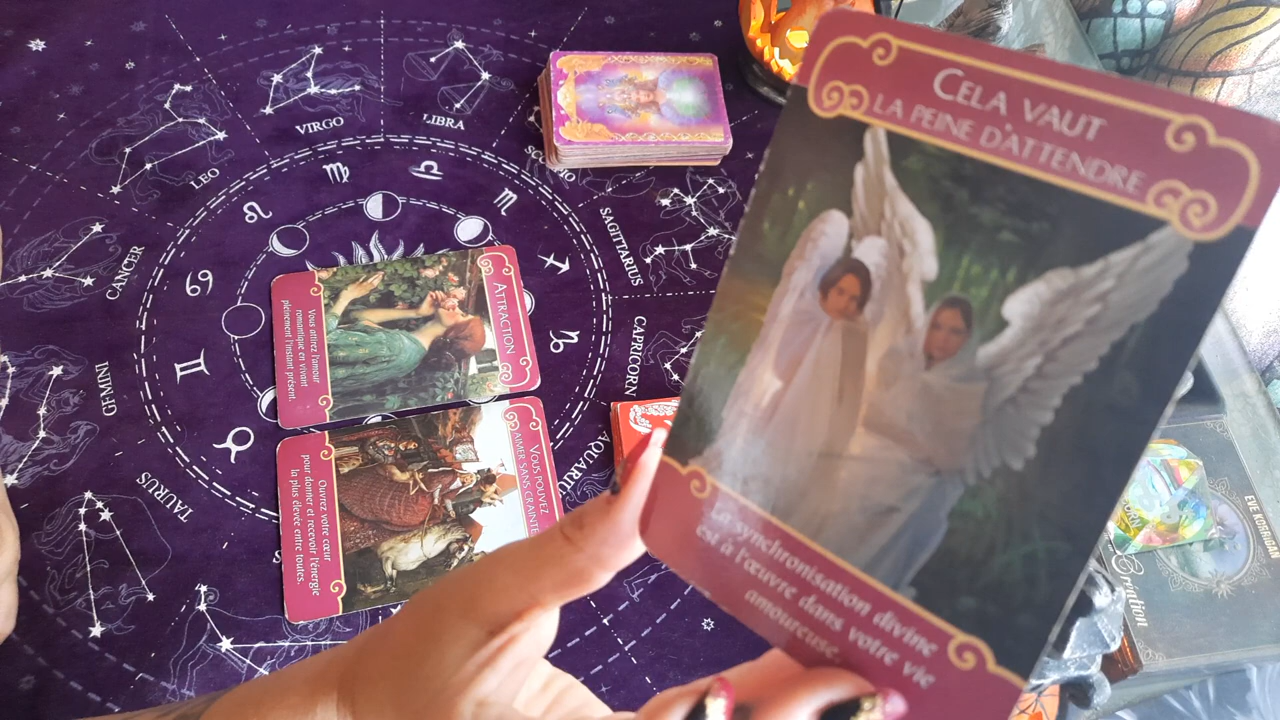 CELA VAUT
LA PEINE D'ATTENDRE
La synchronisation divine
est à l'œuvre dans votre vie
amoureuse.
ATTRACTION
Vous attirez l'amour
romantique en vivant
pleinement l'instant présent.
VOUS POUVEZ
AIMER SANS CRAINTE
Ouvrez votre cœur
pour donner et recevoir l'énergie
la plus élevée entre toutes.
VIRGO
LIBRA
LEO
CANCER
GEMINI
TAURUS
SAGITTARIUS
CAPRICORN
AQUARIUS
EVE KORRIGAN
Création